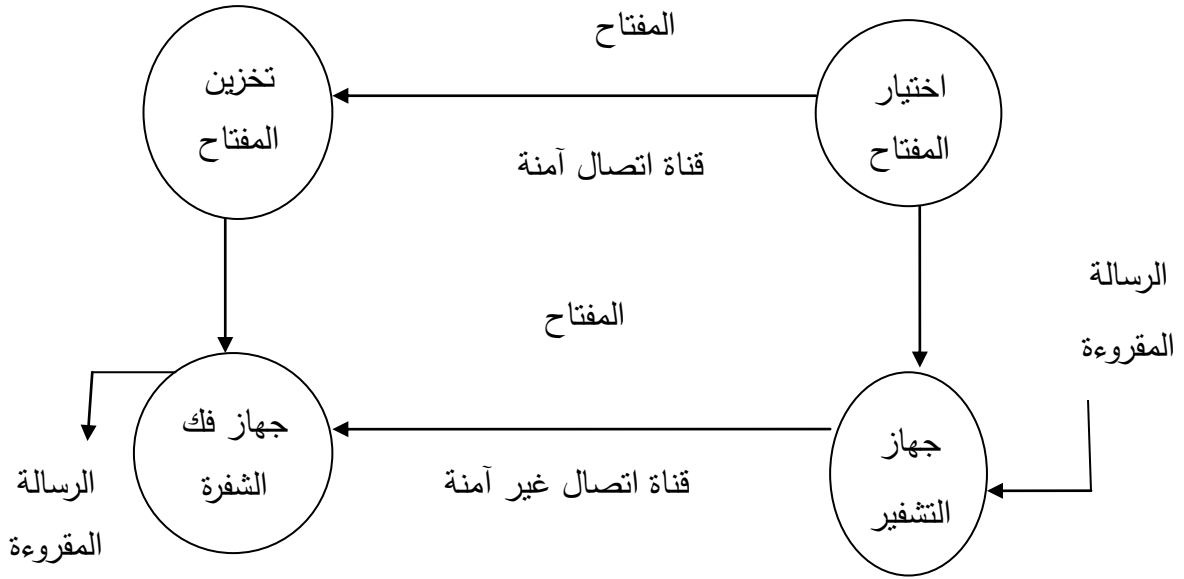 المفتاح
اختيار
المفتاح
تخزين
المفتاح
قناة اتصال آمنة
الرسالة
المقروءة
المفتاح
جهاز
التشفير
جهاز فك
الشفرة
قناة اتصال غير آمنة
الرسالة
المقروءة